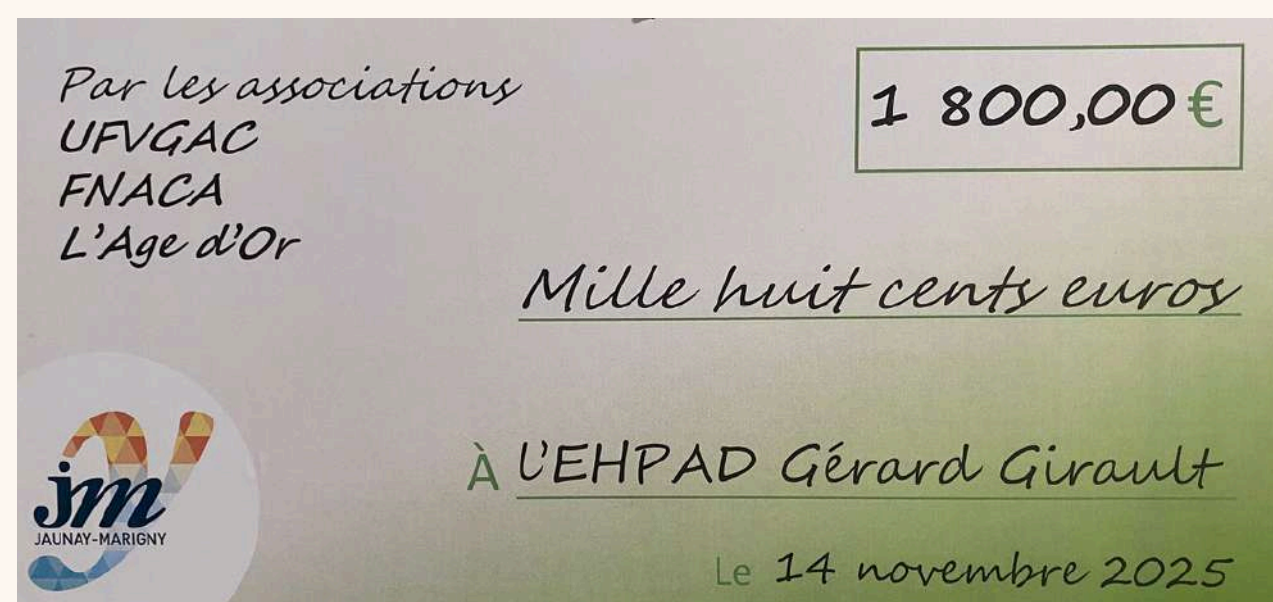 Par les associations
UFVGAC
FNACA
L'Age d'Or
1 800,00 €
Mille huit cents euros
À L'EHPAD Gérard Girault
Le 14 novembre 2025
jm
JAUNAY-MARIGNY